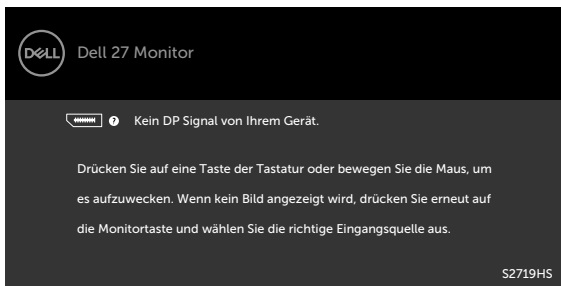 DELL
Dell 27 Monitor
? Kein DP Signal von Ihrem Gerät.
Drücken Sie auf eine Taste der Tastatur oder bewegen Sie die Maus, um
es aufzuwecken. Wenn kein Bild angezeigt wird, drücken Sie erneut auf
die Monitortaste und wählen Sie die richtige Eingangsquelle aus.
S2719HS